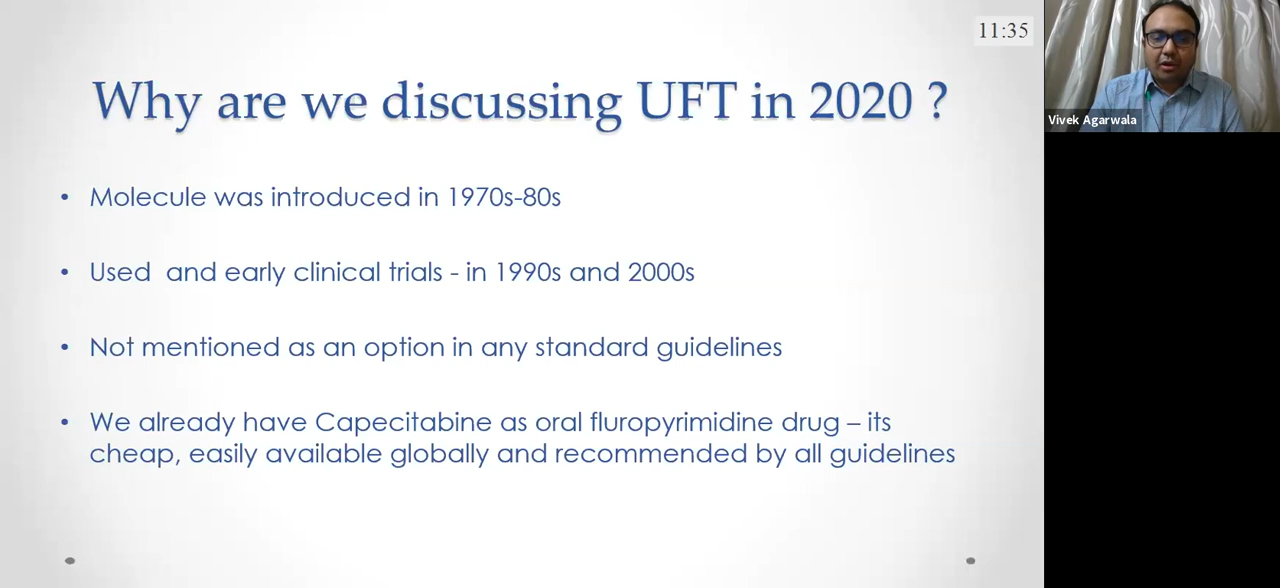 11:35
Why are we discussing UFT in 2020 ?
Vivek Agarwala
• Molecule was introduced in 1970s-80s
• Used  and early clinical trials - in 1990s and 2000s
• Not mentioned as an option in any standard guidelines
• We already have Capecitabine as oral fluropyrimidine drug – its
cheap, easily available globally and recommended by all guidelines